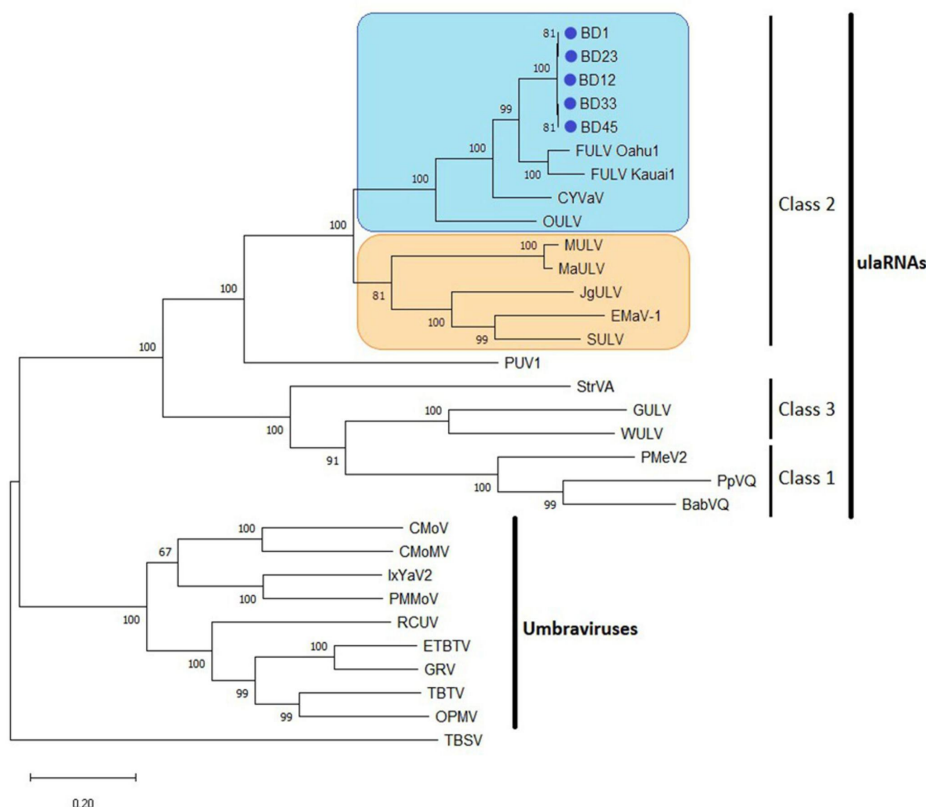 81 BD1
BD23
100 BD12
99 BD33
81 BD45
100 FULV Oahu1
100 FULV Kauai1
100 CYVaV
Class 2
OULV
100 MULV
ulaRNAs
MaULV
81 JgULV
100 EMaV-1
99 SULV
100 PUV1
100 StrVA
100 GULV
Class 3
100 WULV
91 PMeV2
100 PpVQ
Class 1
99 BabVQ
100 CMoV
67 CMoMV
IxYaV2
100 PMMoV
100 RCUV
Umbraviruses
100 ETBTV
100 GRV
99 TBTV
99 OPMV
TBSV
0.20